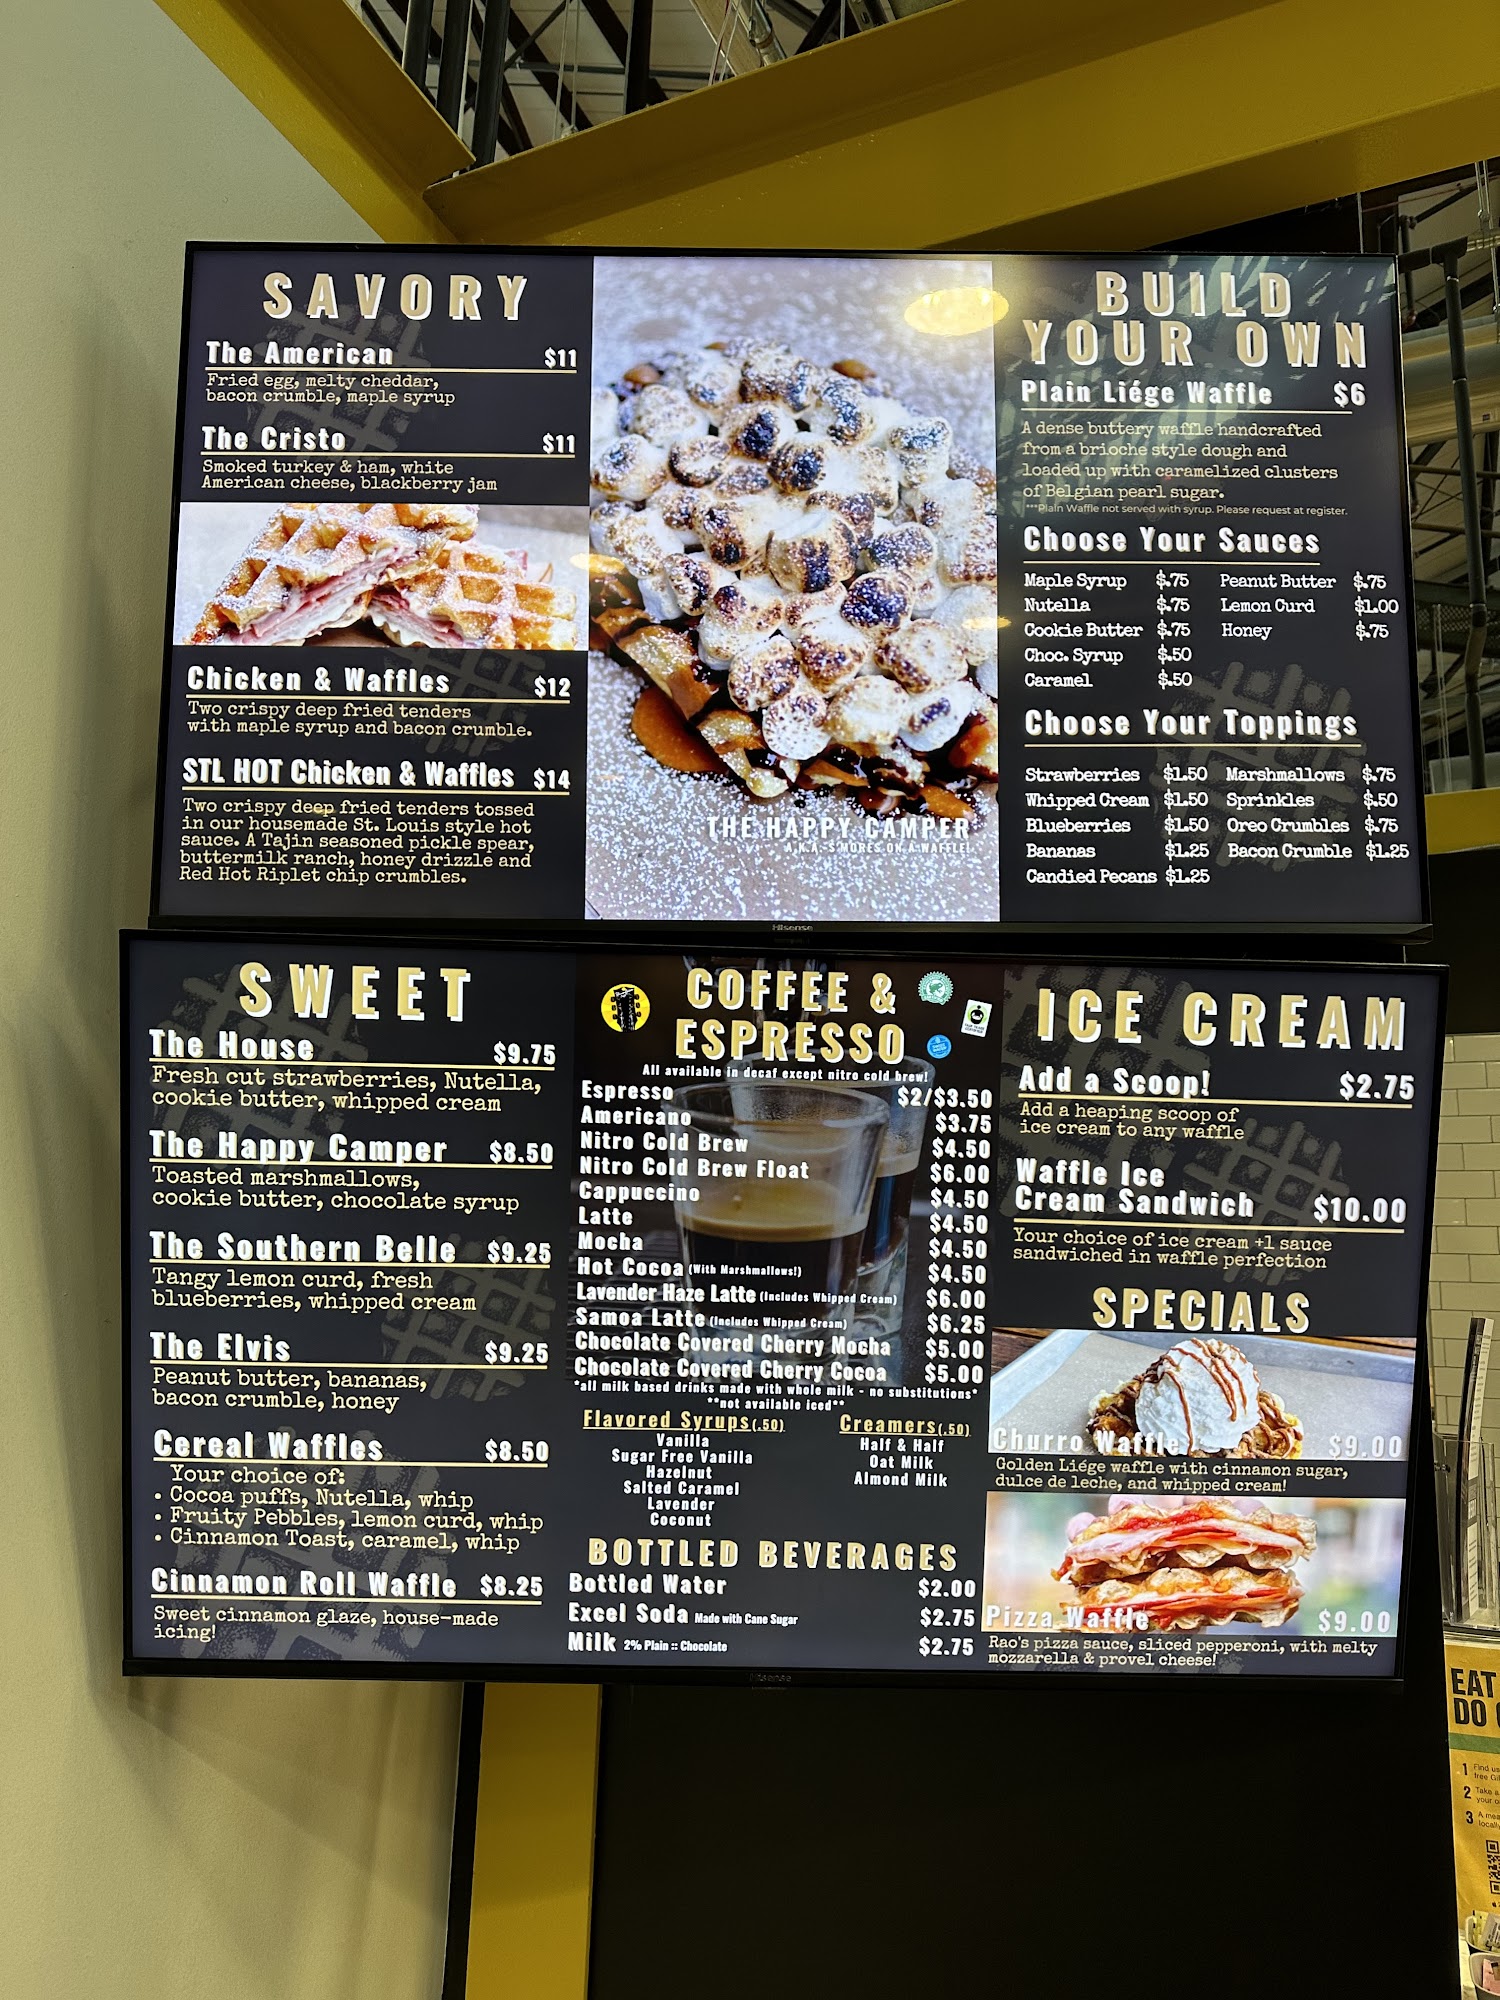 SAVORY
The American $11
Fried egg, melty cheddar,
bacon crumble, maple syrup
The Cristo $11
Smoked turkey & ham, white
American cheese, blackberry jam
Chicken & Waffles $12
Two crispy deep fried tenders
with maple syrup and bacon crumble.
STL HOT Chicken & Waffles $14
Two crispy deep fried tenders tossed
in our housemade St. Louis style hot
sauce. A Tajin seasoned pickle spear,
buttermilk ranch, honey drizzle and
Red Hot Riplet chip crumbles.
THE HAPPY CAMPER
A.K.A. S'MORES ON A WAFFLE!
BUILD
YOUR OWN
Plain Liége Waffle $6
A dense buttery waffle handcrafted
from a brioche style dough and
loaded up with caramelized clusters
of Belgian pearl sugar.
***Plain Waffle not served with syrup. Please request at register.
Choose Your Sauces
Maple Syrup $.75 Peanut Butter $.75
Nutella $.75 Lemon Curd $1.00
Cookie Butter $.75 Honey $.75
Choc. Syrup $.50
Caramel $.50
Choose Your Toppings
Strawberries $1.50 Marshmallows $.75
Whipped Cream $1.50 Sprinkles $.50
Blueberries $1.50 Oreo Crumbles $.75
Bananas $1.25 Bacon Crumble $1.25
Candied Pecans $1.25
Hisense
SWEET
The House $9.75
Fresh cut strawberries, Nutella,
cookie butter, whipped cream
The Happy Camper $8.50
Toasted marshmallows,
cookie butter, chocolate syrup
The Southern Belle $9.25
Tangy lemon curd, fresh
blueberries, whipped cream
The Elvis $9.25
Peanut butter, bananas,
bacon crumble, honey
Cereal Waffles $8.50
Your choice of:
• Cocoa puffs, Nutella, whip
• Fruity Pebbles, lemon curd, whip
• Cinnamon Toast, caramel, whip
Cinnamon Roll Waffle $8.25
Sweet cinnamon glaze, house-made
icing!
COFFEE &
ESPRESSO
All available in decaf except nitro cold brew!
Espresso $2/$3.50
Americano $3.75
Nitro Cold Brew $4.50
Nitro Cold Brew Float $6.00
Cappuccino $4.50
Latte $4.50
Mocha $4.50
Hot Cocoa (With Marshmallows!) $4.50
Lavender Haze Latte (Includes Whipped Cream) $6.00
Samoa Latte (Includes Whipped Cream) $6.25
Chocolate Covered Cherry Mocha $5.00
Chocolate Covered Cherry Cocoa $5.00
*all milk based drinks made with whole milk - no substitutions*
**not available iced**
Flavored Syrups(.50)
Vanilla
Sugar Free Vanilla
Hazelnut
Salted Caramel
Lavender
Coconut
Creamers(.50)
Half & Half
Oat Milk
Almond Milk
BOTTLED BEVERAGES
Bottled Water $2.00
Excel Soda Made with Cane Sugar $2.75
Milk 2% Plain :: Chocolate $2.75
ICE CREAM
Add a Scoop! $2.75
Add a heaping scoop of
ice cream to any waffle
Waffle Ice
Cream Sandwich $10.00
Your choice of ice cream +1 sauce
sandwiched in waffle perfection
SPECIALS
Churro Waffle $9.00
Golden Liége waffle with cinnamon sugar,
dulce de leche, and whipped cream!
Pizza Waffle $9.00
Rao's pizza sauce, sliced pepperoni, with melty
mozzarella & provel cheese!
Hisense
EAT
DO
1 Find us
free
2 Take a
your
3 A
locally